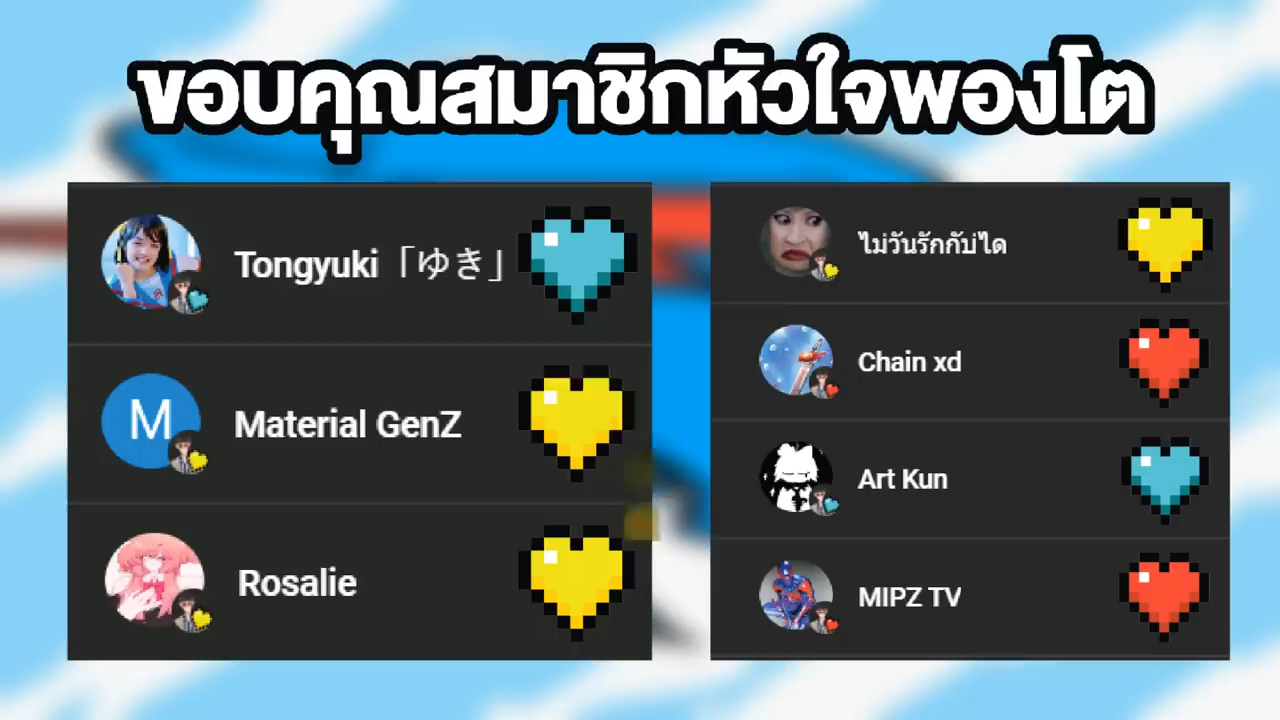 ขอบคุณสมาชิกหัวใจพองโต
Tongyuki「ゆき」
M
Material GenZ
Rosalie
ไม่วันรักกับ่ได
Chain xd
Art Kun
MIPZ TV